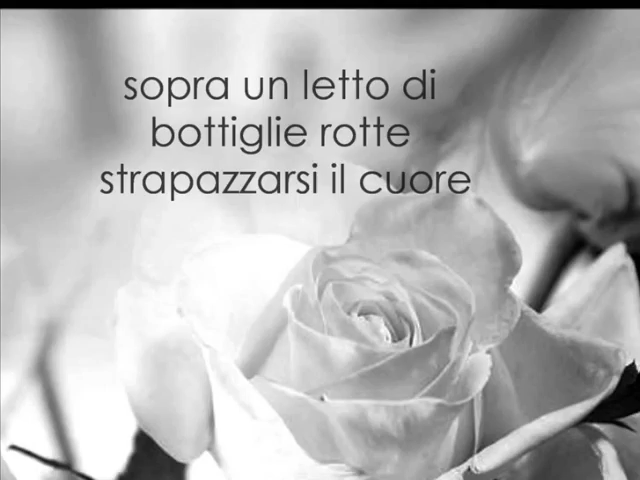 sopra un letto di
bottiglie rotte
strapazzarsi il cuore